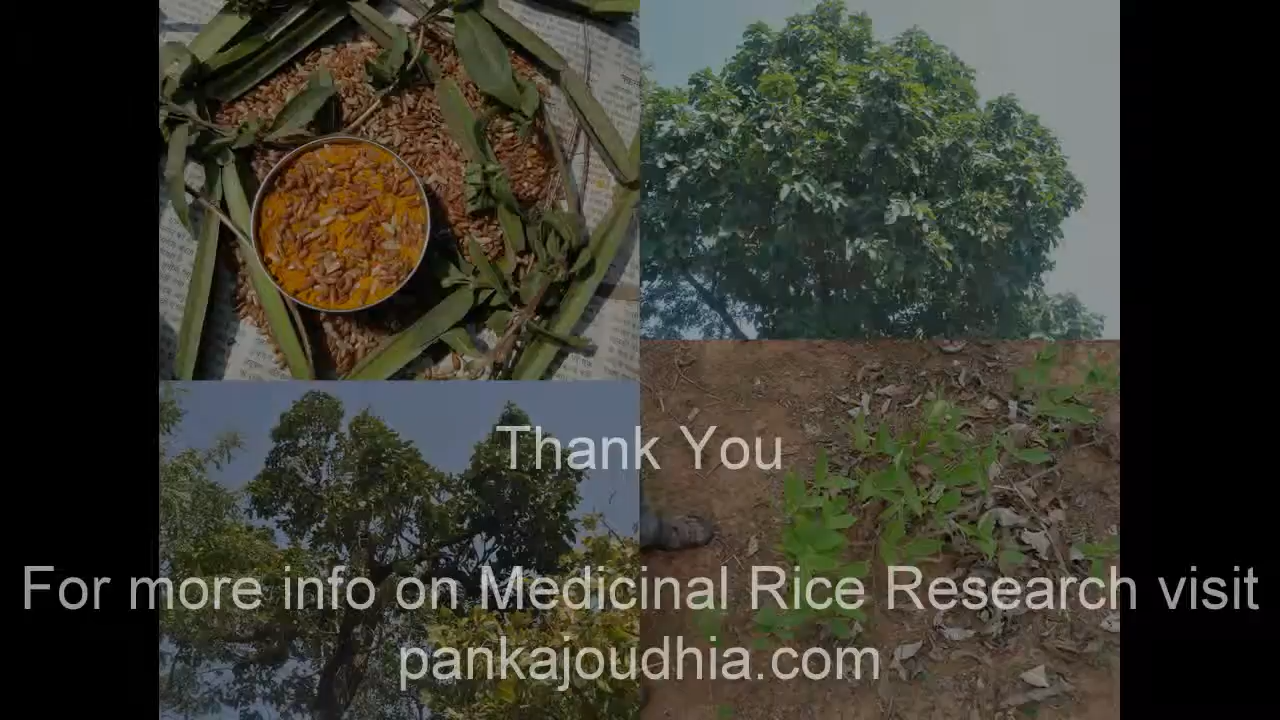 Thank You
For more info on Medicinal Rice Research visit
pankajoudhia.com